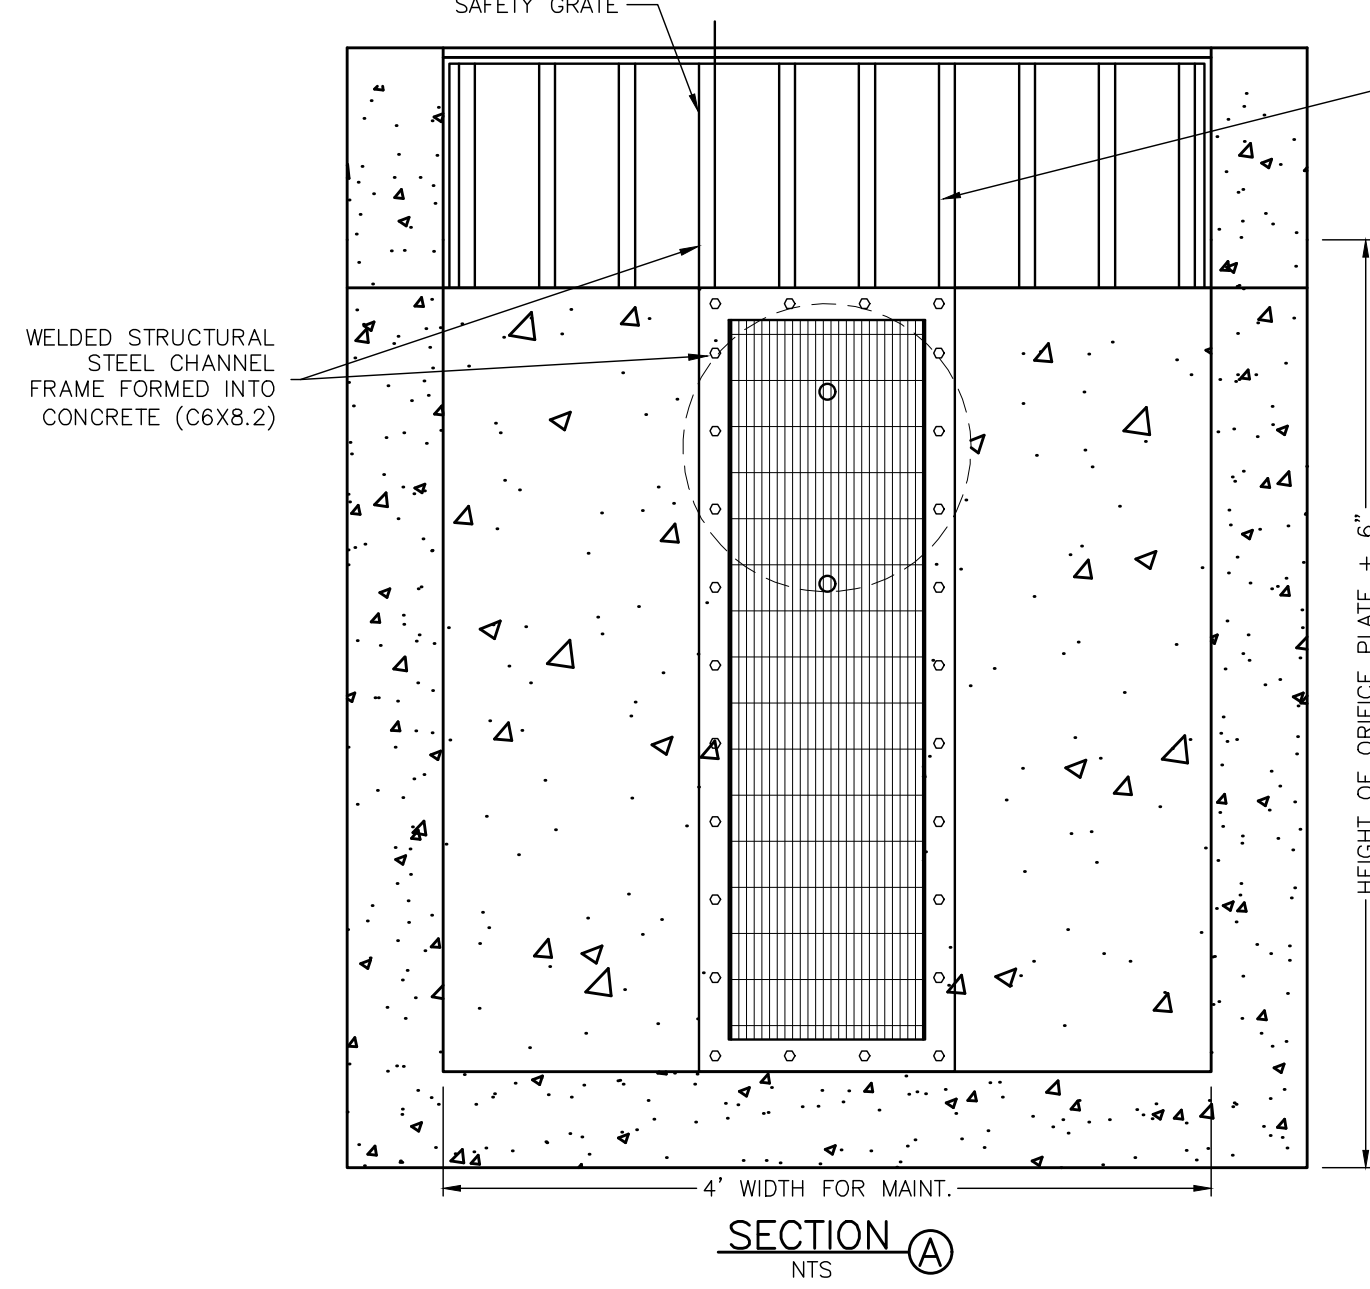 SAFETY GRATE
WELDED STRUCTURAL
STEEL CHANNEL
FRAME FORMED INTO
CONCRETE (C6X8.2)
HEIGHT OF ORIFICE PLATE + 6"
4' WIDTH FOR MAINT.
SECTION A
NTS